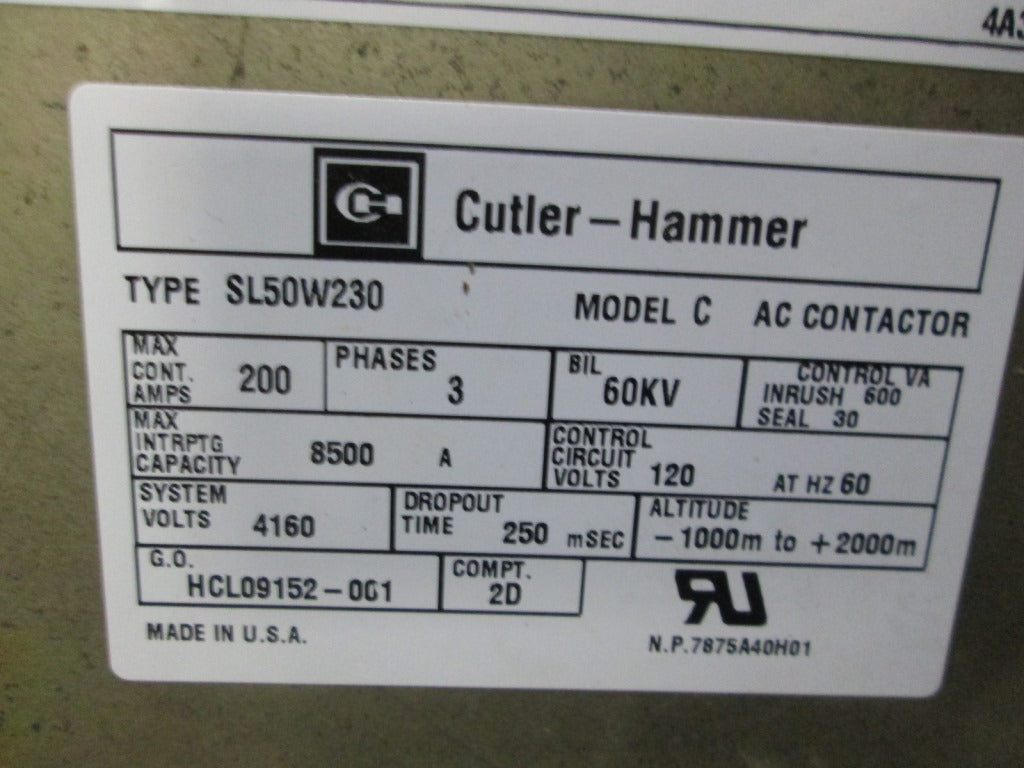 4A3
Cutler-Hammer
TYPE SL50W230 MODEL C AC CONTACTOR
MAX CONT. AMPS 200 PHASES 3 BIL 60KV CONTROL VA INRUSH 600 SEAL 30
MAX INTRPTG CAPACITY 8500 A CONTROL CIRCUIT VOLTS 120 AT HZ 60
SYSTEM VOLTS 4160 DROPOUT TIME 250 mSEC ALTITUDE -1000m to +2000m
G.O. HCL09152-001 COMPT. 2D
MADE IN U.S.A. N.P.7875A40H01